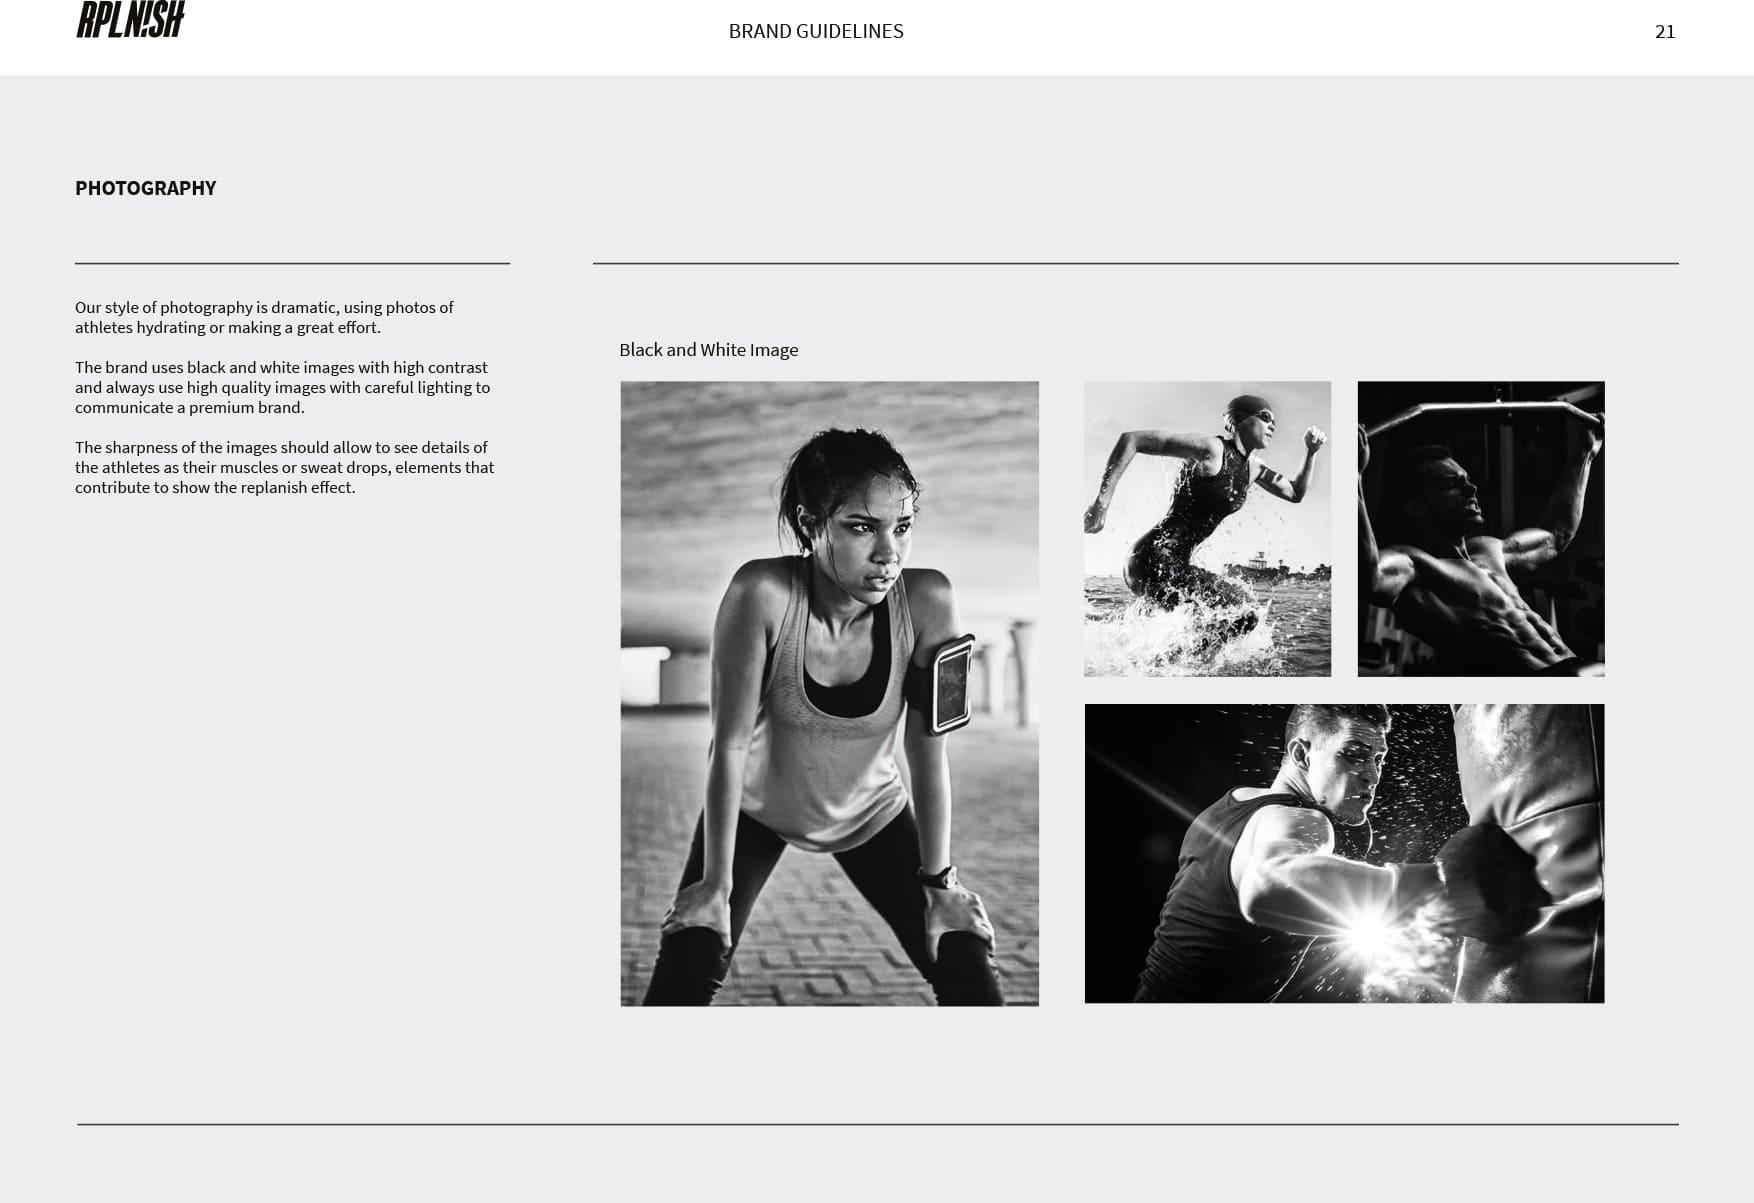 RPLN!SH
BRAND GUIDELINES
21
PHOTOGRAPHY
Our style of photography is dramatic, using photos of
athletes hydrating or making a great effort.
The brand uses black and white images with high contrast
and always use high quality images with careful lighting to
communicate a premium brand.
The sharpness of the images should allow to see details of
the athletes as their muscles or sweat drops, elements that
contribute to show the replanish effect.
Black and White Image